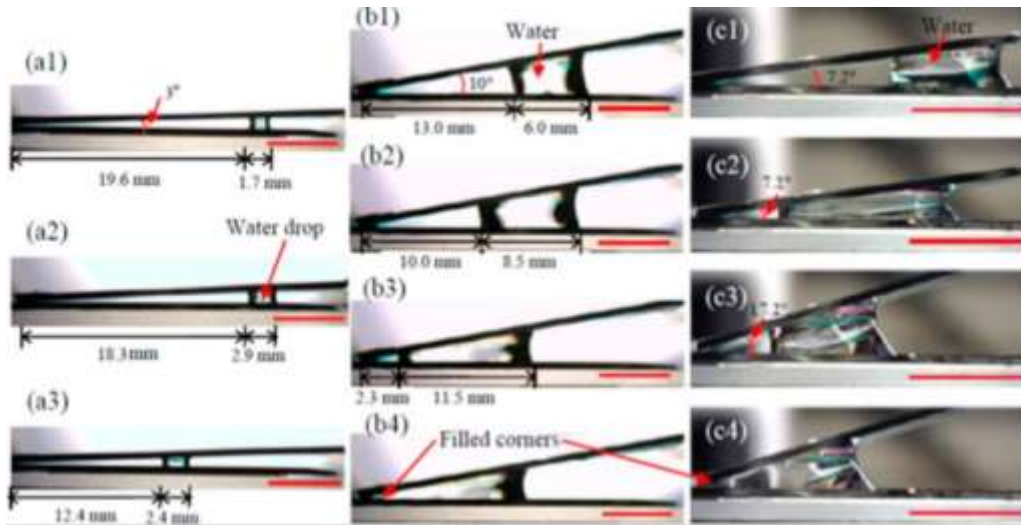 (a1)
3°
19.6 mm
1.7 mm
(a2)
Water drop
18.3 mm
2.9 mm
(a3)
12.4 mm
2.4 mm
(b1)
Water
10°
13.0 mm
6.0 mm
(b2)
10.0 mm
8.5 mm
(b3)
2.3 mm
11.5 mm
(b4)
Filled corners
(c1)
Water
7.2°
(c2)
7.2°
(c3)
17.2°
(c4)